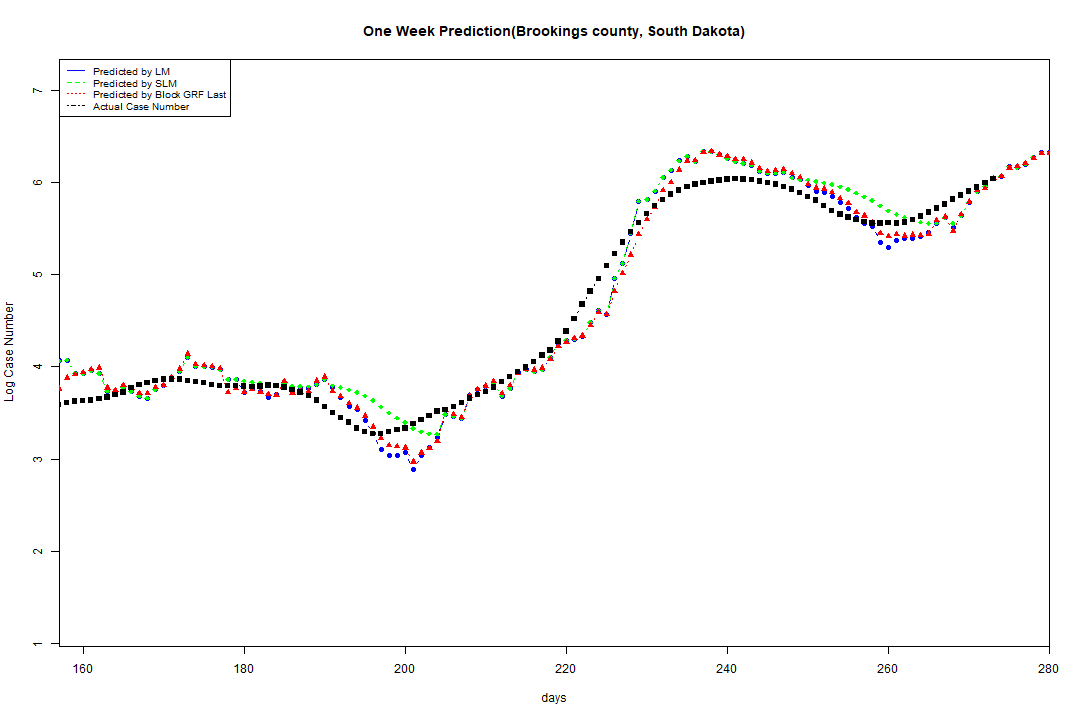 One Week Prediction(Brookings county, South Dakota)
Predicted by LM
Predicted by SLM
Predicted by Block GRF Last
Actual Case Number
7
6
5
4
3
2
1
Log Case Number
160 180 200 220 240 260 280
days